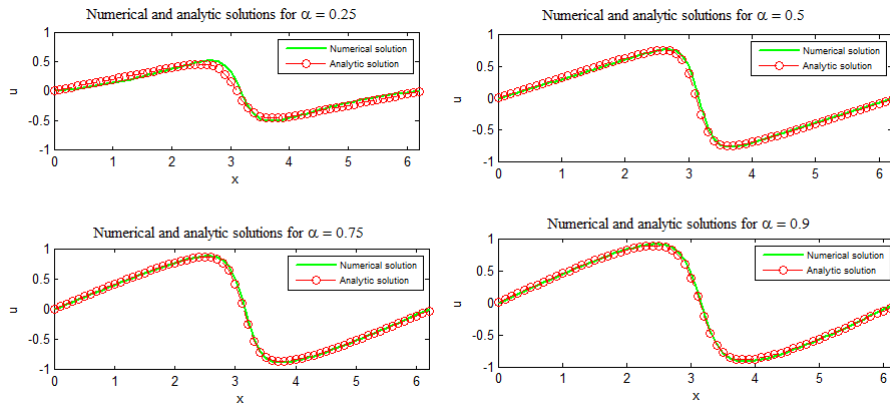 Numerical and analytic solutions for α = 0.25
1
0.5
0
-0.5
-1
u
0 1 2 3 4 5 6
x
Numerical solution
Analytic solution
Numerical and analytic solutions for α = 0.5
1
0.5
0
-0.5
-1
u
0 1 2 3 4 5 6
x
Numerical solution
Analytic solution
Numerical and analytic solutions for α = 0.75
1
0.5
0
-0.5
-1
u
0 1 2 3 4 5 6
x
Numerical solution
Analytic solution
Numerical and analytic solutions for α = 0.9
1
0.5
0
-0.5
-1
u
0 1 2 3 4 5 6
x
Numerical solution
Analytic solution